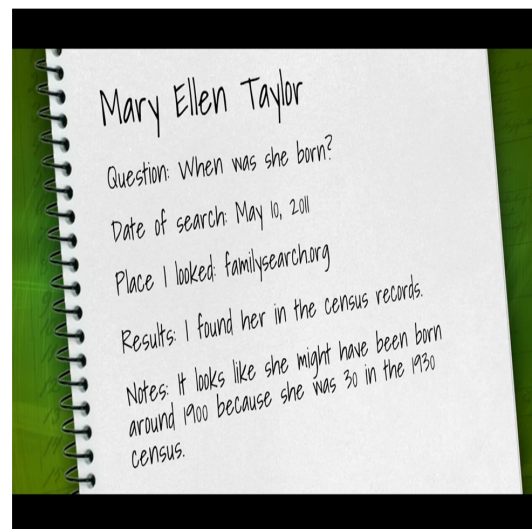 Mary Ellen Taylor
Question: When was she born?
Date of search: May 10, 2011
Place I looked: familysearch.org
Results: I found her in the census records.
Notes: It looks like she might have been born
around 1900 because she was 30 in the 1930
census.